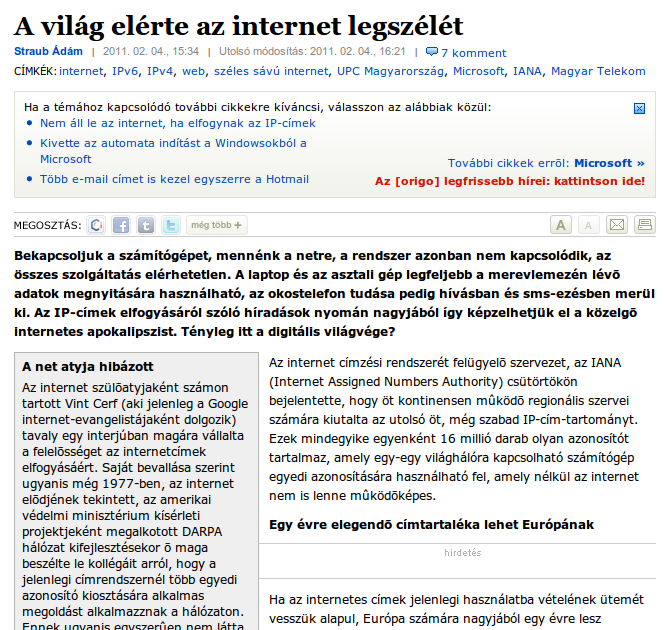 A világ elérte az internet legszélét
Straub Ádám | 2011. 02. 04., 15:34 | Utolsó módosítás: 2011. 02. 04., 16:21 | 7 komment
CÍMKÉK: internet, IPv6, IPv4, web, széles sávú internet, UPC Magyarország, Microsoft, IANA, Magyar Telekom
Ha a témához kapcsolódó további cikkekre kíváncsi, válasszon az alábbiak közül:
Nem áll le az internet, ha elfogynak az IP-címek
Kivette az automata indítást a Windowsokból a
Microsoft
Több e-mail címet is kezel egyszerre a Hotmail
További cikkek errõl: Microsoft »
Az [origo] legfrissebb hírei: kattintson ide!
MEGOSZTÁS:
még több +
A A
Bekapcsoljuk a számítógépet, mennénk a netre, a rendszer azonban nem kapcsolódik, az
összes szolgáltatás elérhetetlen. A laptop és az asztali gép legfeljebb a merevlemezén lévõ
adatok megnyitására használható, az okostelefon tudása pedig hívásban és sms-ezésben merül
ki. Az IP-címek elfogyásáról szóló híradások nyomán nagyjából így képzelhetjük el a közelgõ
internetes apokalipszist. Tényleg itt a digitális világvége?
A net atyja hibázott
Az internet szülõatyjaként számon
tartott Vint Cerf (aki jelenleg a Google
internet-evangelistájaként dolgozik)
tavaly egy interjúban magára vállalta
a felelõsséget az internetcímek
elfogyásáért. Saját bevallása szerint
ugyanis még 1977-ben, az internet
elõdjének tekintett, az amerikai
védelmi minisztérium kísérleti
projektjeként megalkotott DARPA
hálózat kifejlesztésekor õ maga
beszélte le kollégáit arról, hogy a
jelenlegi címrendszernél több egyedi
azonosító kiosztására alkalmas
megoldást alkalmazznak a hálózaton.
Ennek ugyanis egyszerûen nem látta
Az internet címzési rendszerét felügyelõ szervezet, az IANA
(Internet Assigned Numbers Authority) csütörtökön
bejelentette, hogy öt kontinensen mûködõ regionális szervei
számára kiutalta az utolsó öt, még szabad IP-cím-tartományt.
Ezek mindegyike egyenként 16 millió darab olyan azonosítót
tartalmaz, amely egy-egy világhálóra kapcsolható számítógép
egyedi azonosítására használható fel, amely nélkül az internet
nem is lenne mûködõképes.
Egy évre elegendõ címtartaléka lehet Európának
hirdetés
Ha az internetes címek jelenlegi használatba vételének ütemét
vesszük alapul, Európa számára nagyjából egy évre lesz